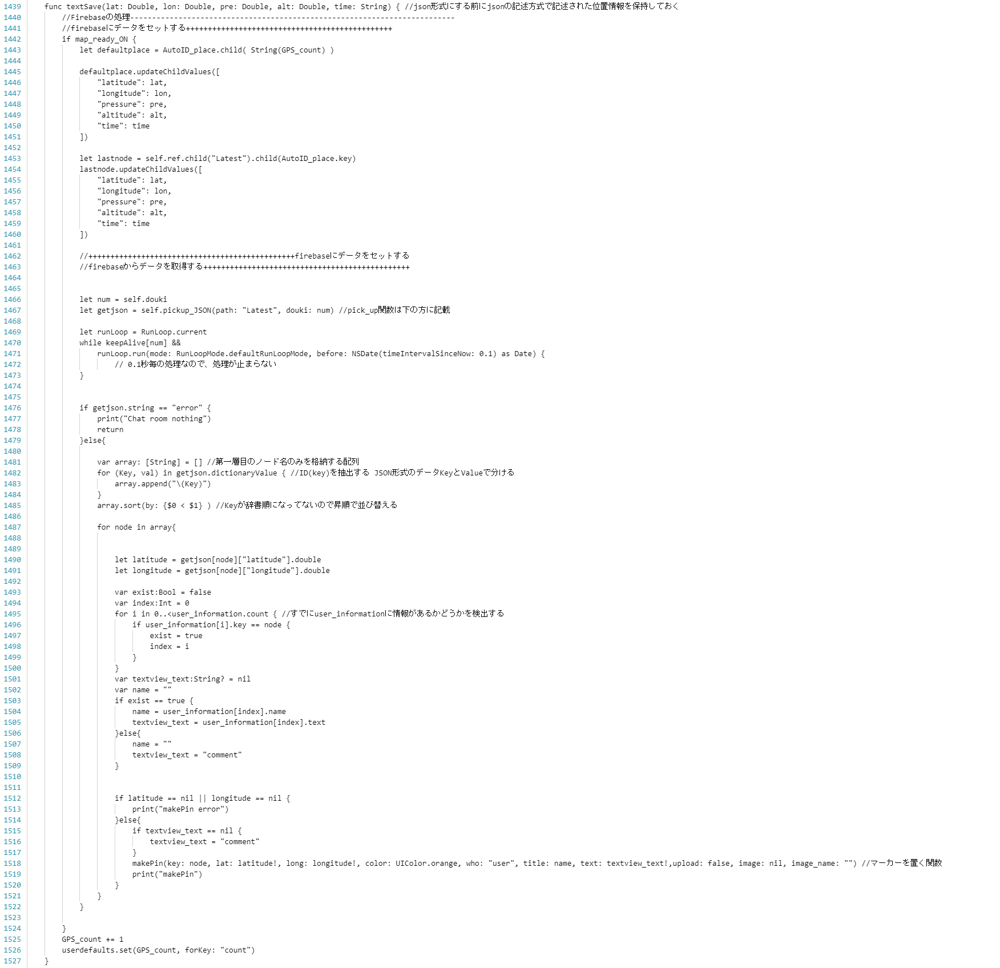 1439 func textSave(lat: Double, lon: Double, pre: Double, alt: Double, time: String) { //json形式にする前にjsonの記述方式で記述された位置情報を保持しておく
1440 //Firebaseの処理--------------------------------------------------------------------------
1441 //firebaseにデータをセットする+++++++++++++++++++++++++++++++++++++++++++++++
1442 if map_ready_ON {
1443 let defaultplace = AutoID_place.child( String(GPS_count) )
1444
1445 defaultplace.updateChildValues([
1446 "latitude": lat,
1447 "longitude": lon,
1448 "pressure": pre,
1449 "altitude": alt,
1450 "time": time
1451 ])
1452
1453 let lastnode = self.ref.child("Latest").child(AutoID_place.key)
1454 lastnode.updateChildValues([
1455 "latitude": lat,
1456 "longitude": lon,
1457 "pressure": pre,
1458 "altitude": alt,
1459 "time": time
1460 ])
1461
1462 //+++++++++++++++++++++++++++++++++++++++++++++++firebaseにデータをセットする
1463 //firebaseからデータを取得する+++++++++++++++++++++++++++++++++++++++++++++++
1464
1465
1466 let num = self.douki
1467 let getjson = self.pickup_JSON(path: "Latest", douki: num) //pick_up関数は下の方に記載
1468
1469 let runLoop = RunLoop.current
1470 while keepAlive[num] &&
1471 runLoop.run(mode: RunLoopMode.defaultRunLoopMode, before: NSDate(timeIntervalSinceNow: 0.1) as Date) {
1472 // 0.1秒毎の処理なので、処理が止まらない
1473 }
1474
1475
1476 if getjson.string == "error" {
1477 print("Chat room nothing")
1478 return
1479 }else{
1480
1481 var array: [String] = [] //第一層目のノード名のみを格納する配列
1482 for (Key, val) in getjson.dictionaryValue { //ID(key)を抽出する JSON形式のデータKeyとValueで分ける
1483 array.append("\(Key)")
1484 }
1485 array.sort(by: {$0 < $1} ) //Keyが辞書順になってないので昇順で並び替える
1486
1487 for node in array{
1488
1489
1490 let latitude = getjson[node]["latitude"].double
1491 let longitude = getjson[node]["longitude"].double
1492
1493 var exist:Bool = false
1494 var index:Int = 0
1495 for i in 0..<user_information.count { //すでにuser_informationに情報があるかどうかを検出する
1496 if user_information[i].key == node {
1497 exist = true
1498 index = i
1499 }
1500 }
1501 var textview_text:String? = nil
1502 var name = ""
1503 if exist == true {
1504 name = user_information[index].name
1505 textview_text = user_information[index].text
1506 }else{
1507 name = ""
1508 textview_text = "comment"
1509 }
1510
1511
1512 if latitude == nil || longitude == nil {
1513 print("makePin error")
1514 }else{
1515 if textview_text == nil {
1516 textview_text = "comment"
1517 }
1518 makePin(key: node, lat: latitude!, long: longitude!, color: UIColor.orange, who: "user", title: name, text: textview_text!,upload: false, image: nil, image_name: "") //マーカーを置く関数
1519 print("makePin")
1520 }
1521 }
1522 }
1523
1524 }
1525 GPS_count += 1
1526 userdefaults.set(GPS_count, forKey: "count")
1527 }